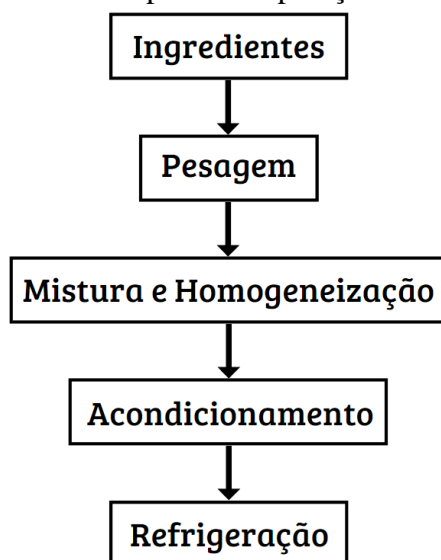 Ingredientes
Pesagem
Mistura e Homogeneização
Acondicionamento
Refrigeração